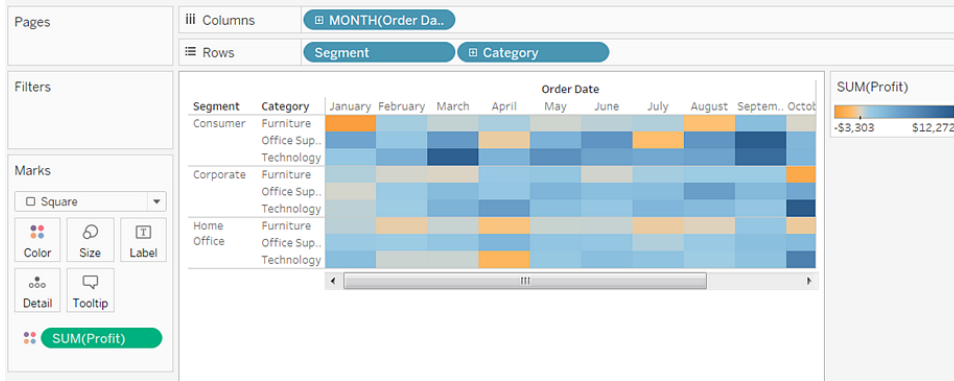 Pages
Columns
MONTH(Order Da..
Rows
Segment
Category
Filters
Order Date
Segment Category January February March April May June July August Septem.. Octob
Consumer Furniture
Office Sup..
Technology
Corporate Furniture
Office Sup..
Technology
Home Office Furniture
Office Sup..
Technology
Marks
Square
Color Size Label
Detail Tooltip
SUM(Profit)
SUM(Profit)
-$3,303 $12,272